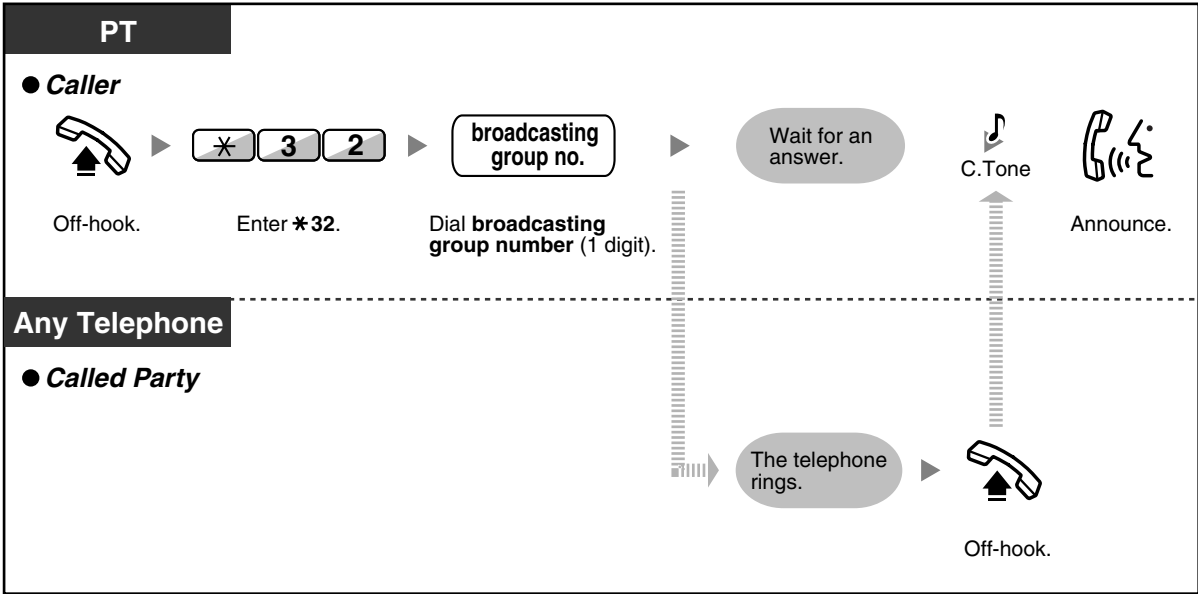 PT
● Caller
✳ 3 2
broadcasting
group no.
Wait for an
answer.
C.Tone
Off-hook.
Enter ✳32.
Dial broadcasting
group number (1 digit).
Announce.
Any Telephone
● Called Party
The telephone
rings.
Off-hook.